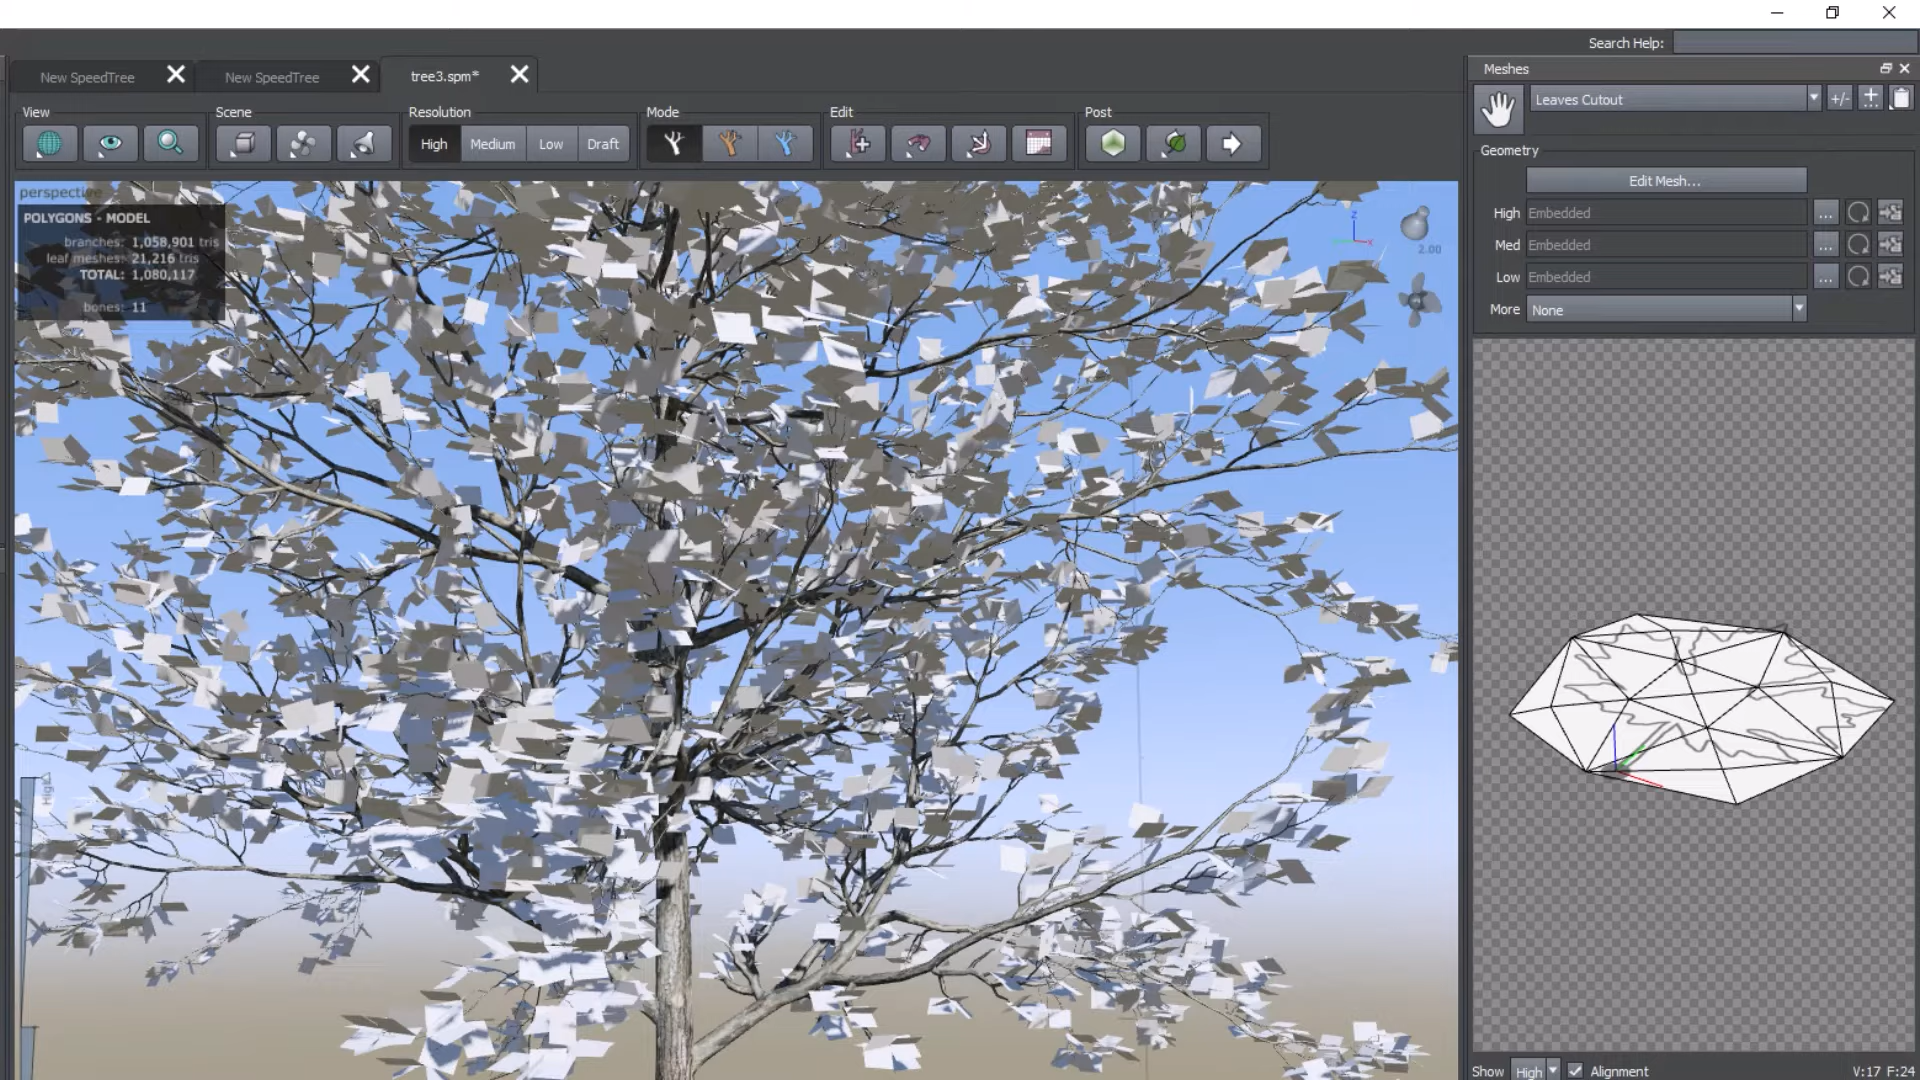 Search Help:
New SpeedTree
New SpeedTree
tree3.spm*
Meshes
View
Scene
Resolution
Mode
Edit
Post
Leaves Cutout
+/-
High
Medium
Low
Draft
Geometry
Edit Mesh...
perspective
POLYGONS - MODEL
branches: 1,058,901 tris
leaf meshes: 21,216 tris
TOTAL: 1,080,117
bones: 11
Z
X
2.00
High Embedded ...
Med Embedded ...
Low Embedded ...
More None
High
Show High Alignment V:17 F:24